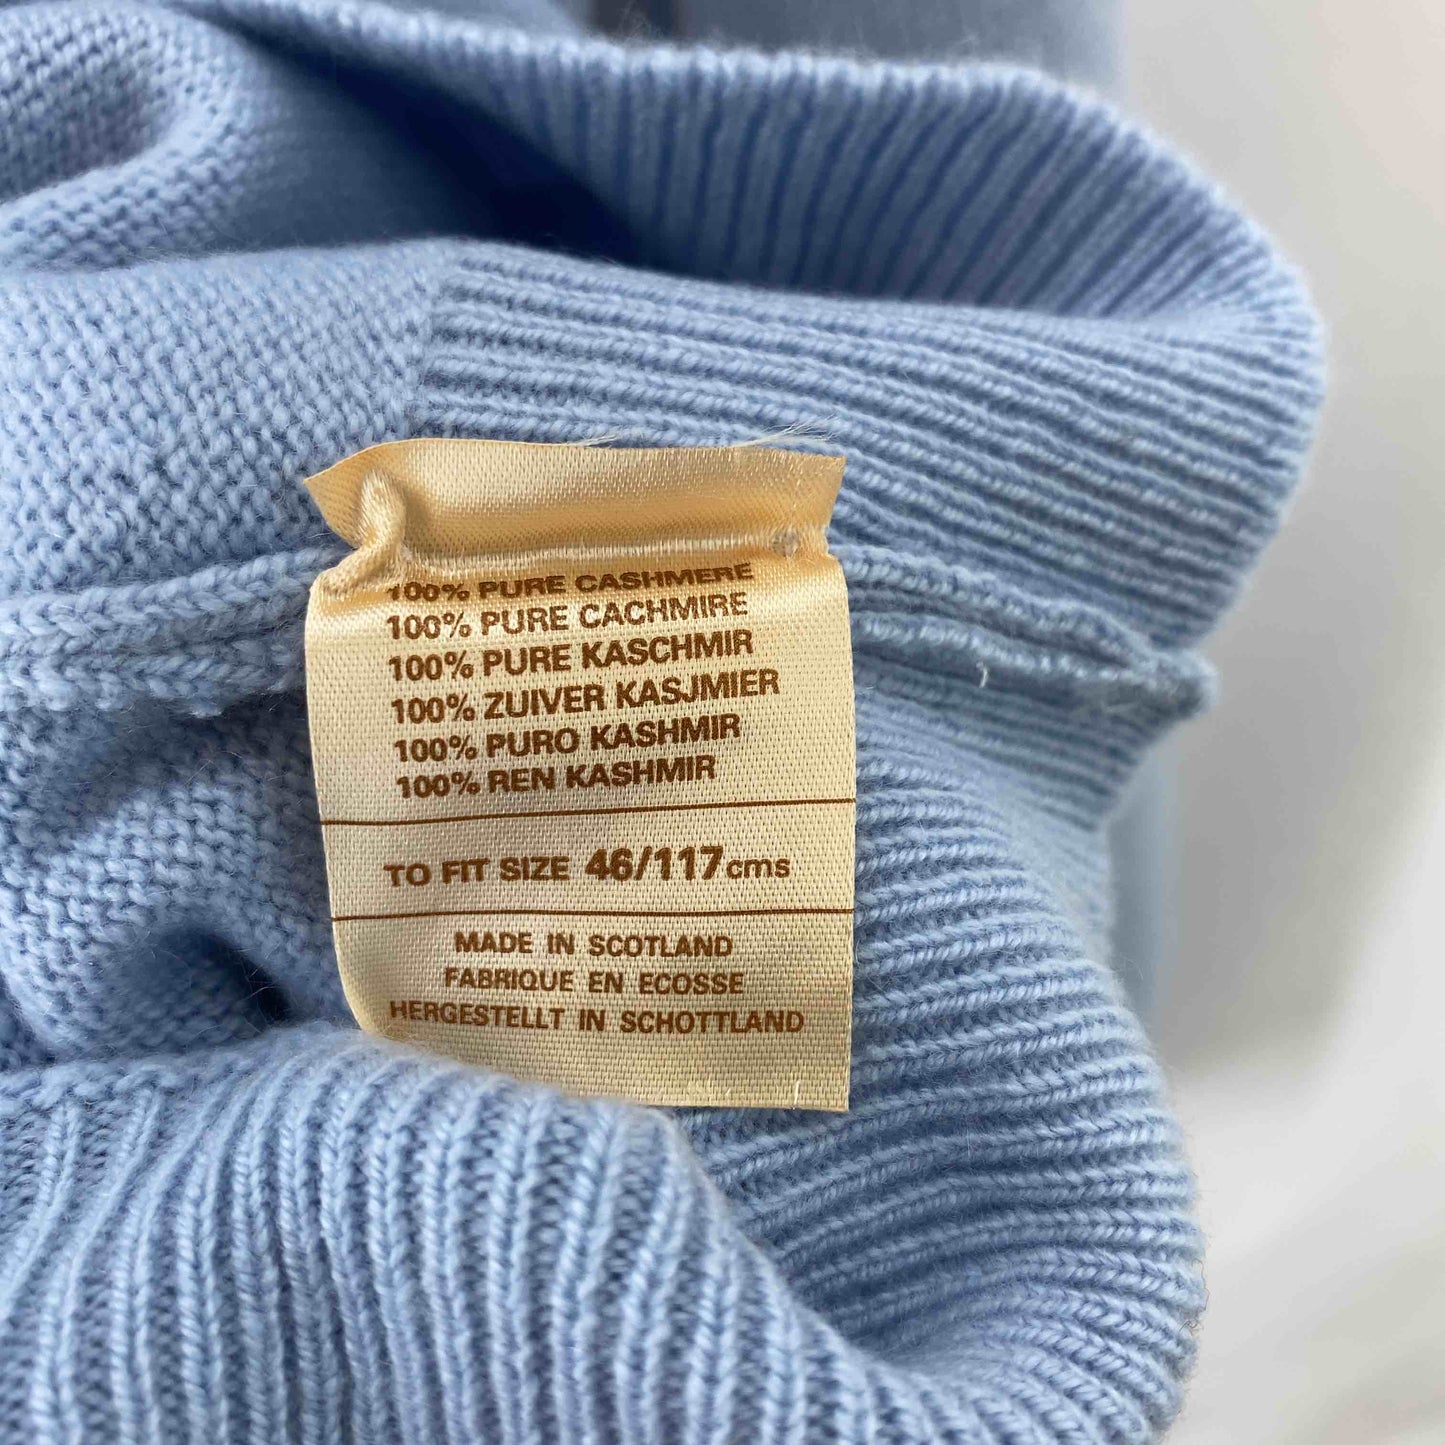 100% PURE CASHMERE
100% PURE CACHMIRE
100% PURE KASCHMIR
100% ZUIVER KASJMIER
100% PURO KASHMIR
100% REN KASHMIR
TO FIT SIZE 46/117cms
MADE IN SCOTLAND
FABRIQUE EN ECOSSE
HERGESTELLT IN SCHOTTLAND